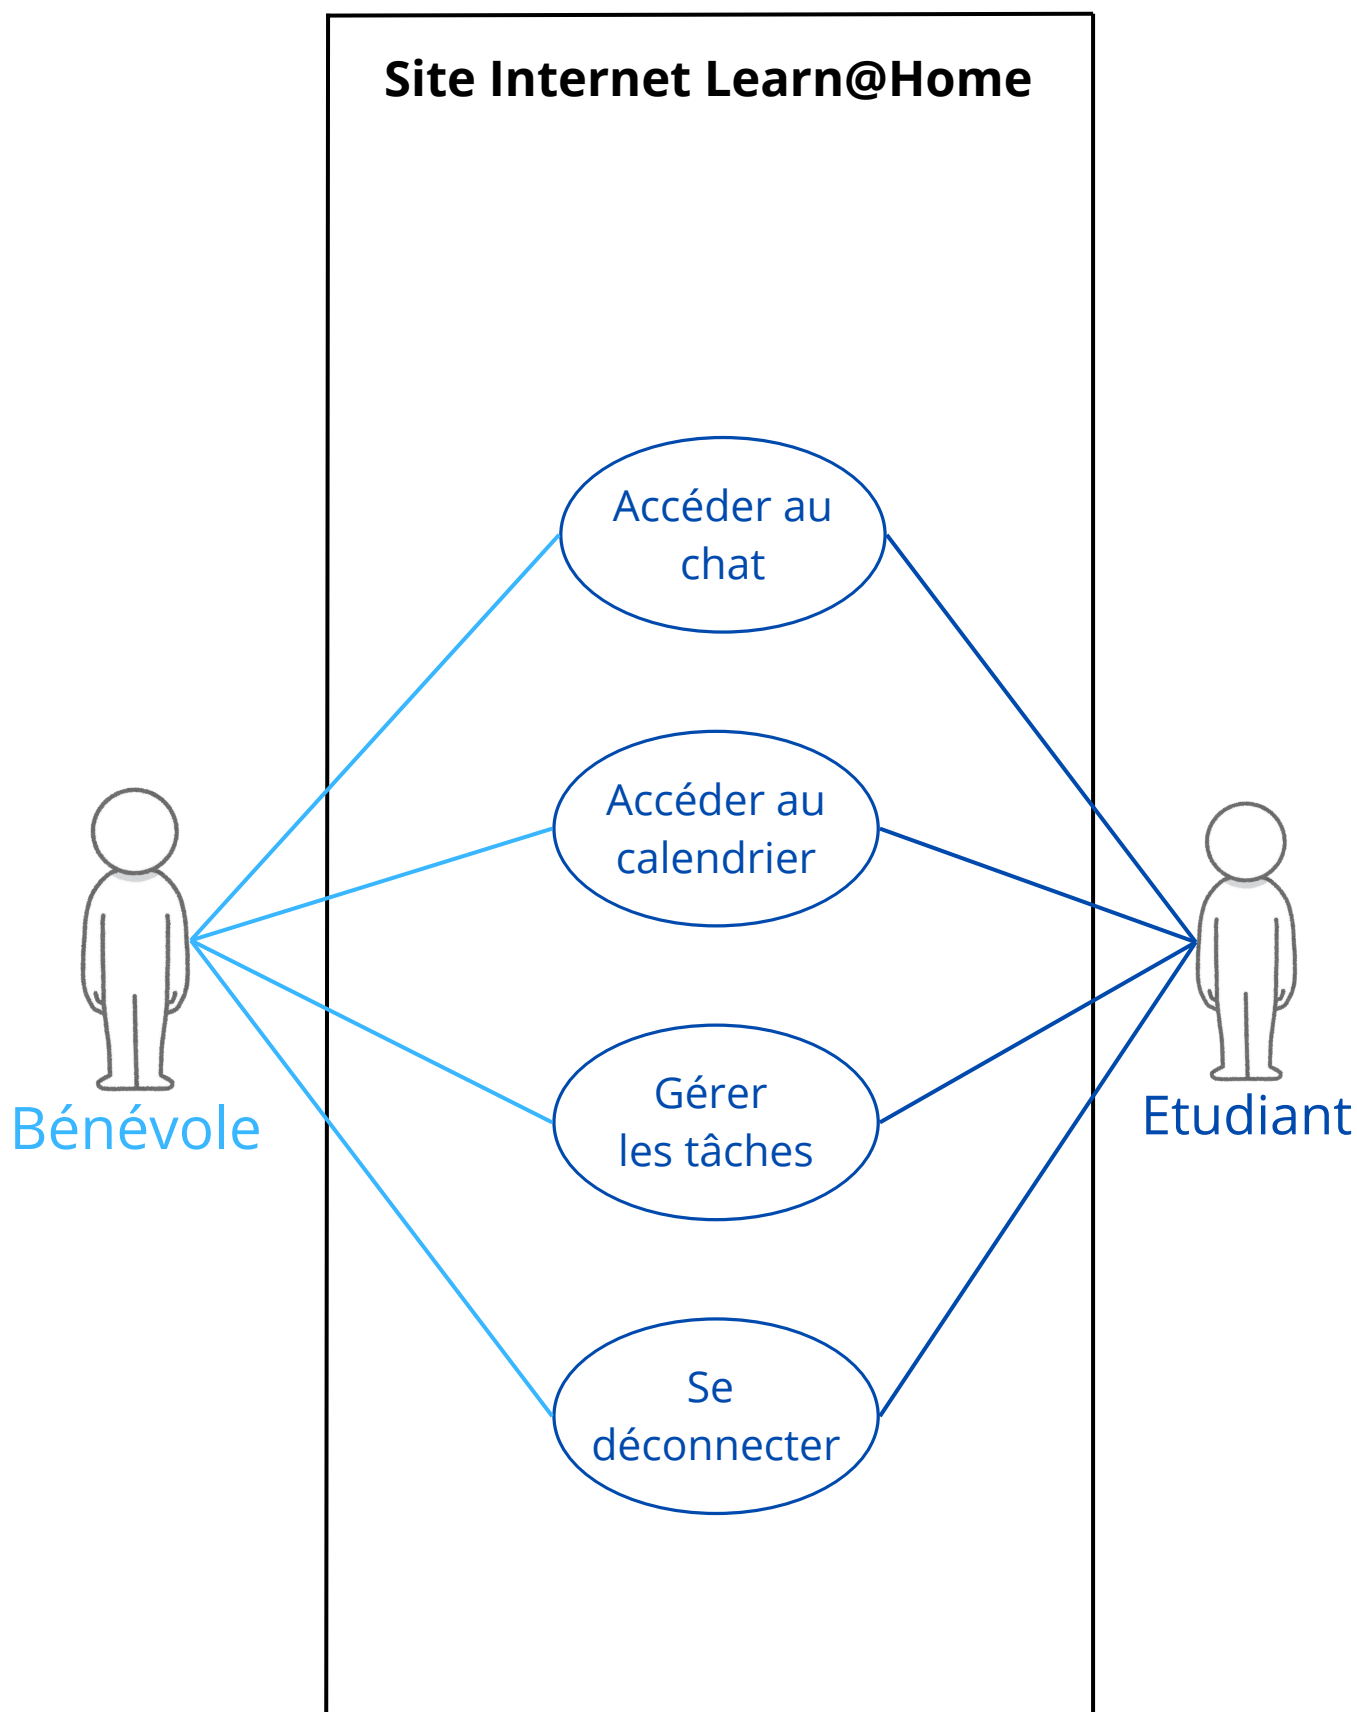 Site Internet Learn@Home
Accéder au
chat
Accéder au
calendrier
Gérer
les tâches
Se
déconnecter
Bénévole
Etudiant